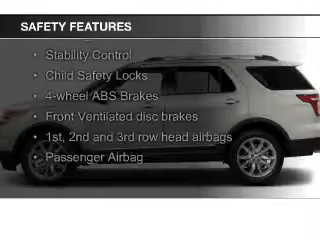 SAFETY FEATURES
• Stability Control
• Child Safety Locks
• 4-wheel ABS Brakes
• Front Ventilated disc brakes
• 1st, 2nd and 3rd row head airbags
• Passenger Airbag